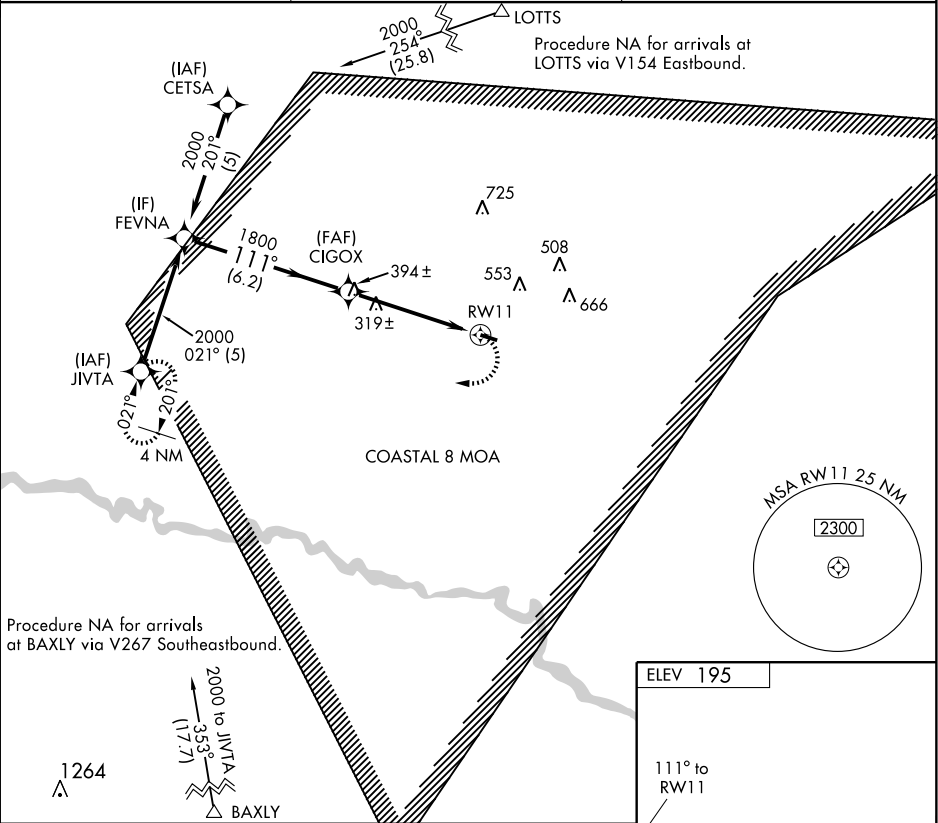 LOTTS
2000
254°
(25.8)
Procedure NA for arrivals at
LOTTS via V154 Eastbound.
(IAF)
CETSA
2000
201°
(5)
(IF)
FEVNA
1800
111°
(6.2)
(FAF)
CIGOX
394±
319±
725
508
553
666
RW11
2000
021° (5)
(IAF)
JIVTA
021°
201°
4 NM
COASTAL 8 MOA
MSA RW11 25 NM
2300
Procedure NA for arrivals
at BAXLY via V267 Southeastbound.
2000 to JIVTA
353°
(17.7)
BAXLY
1264
ELEV 195
111° to
RW11